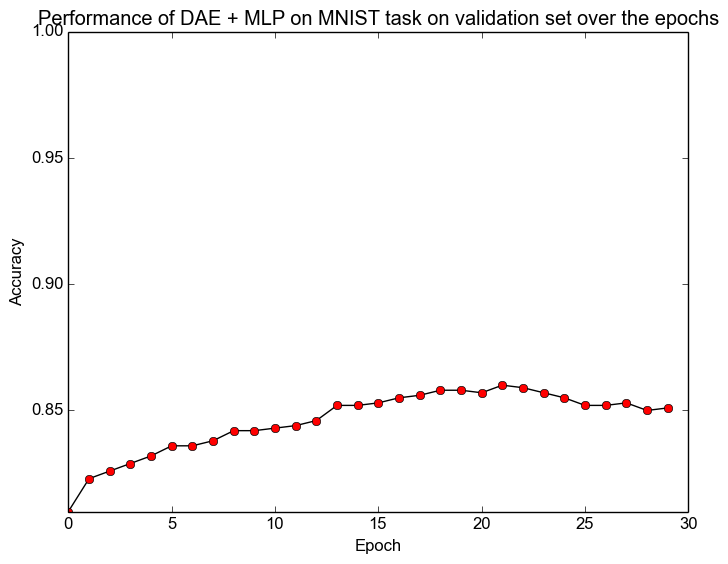 Performance of DAE + MLP on MNIST task on validation set over the epochs
1.00
0.95
0.90
0.85
Accuracy
0 5 10 15 20 25 30
Epoch